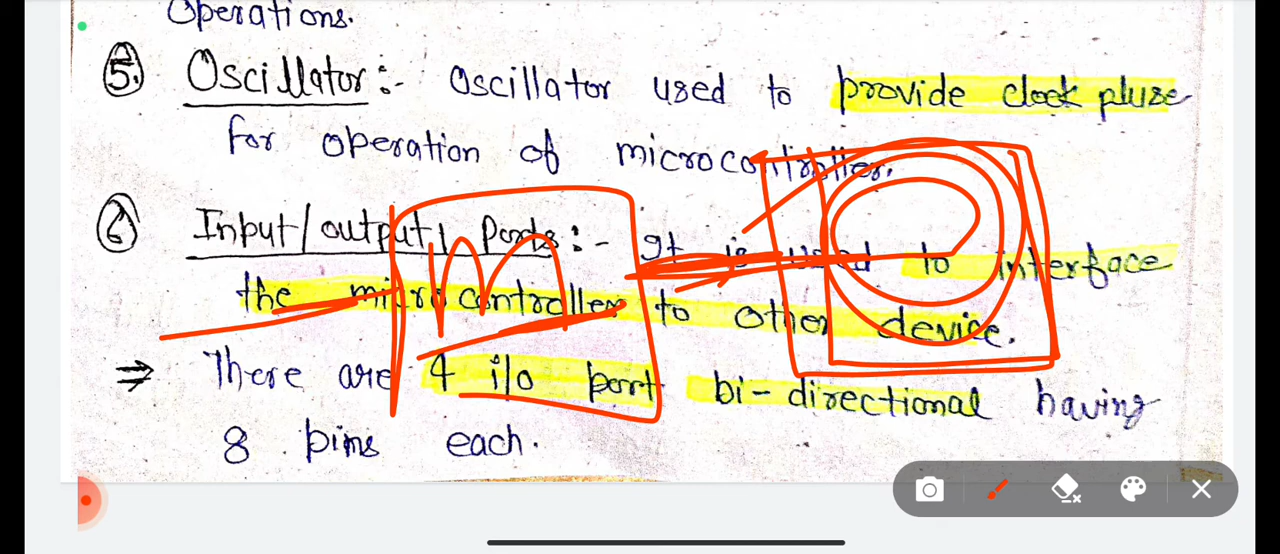 Operations.
5. Oscillator :- Oscillator used to provide clock pluse
for operation of microcontroller.
6 Input/output Ports :- It is used to interface
the microcontroller to other device.
⇒ There are 4 i/o port bi-directional having
8 pins each.
m